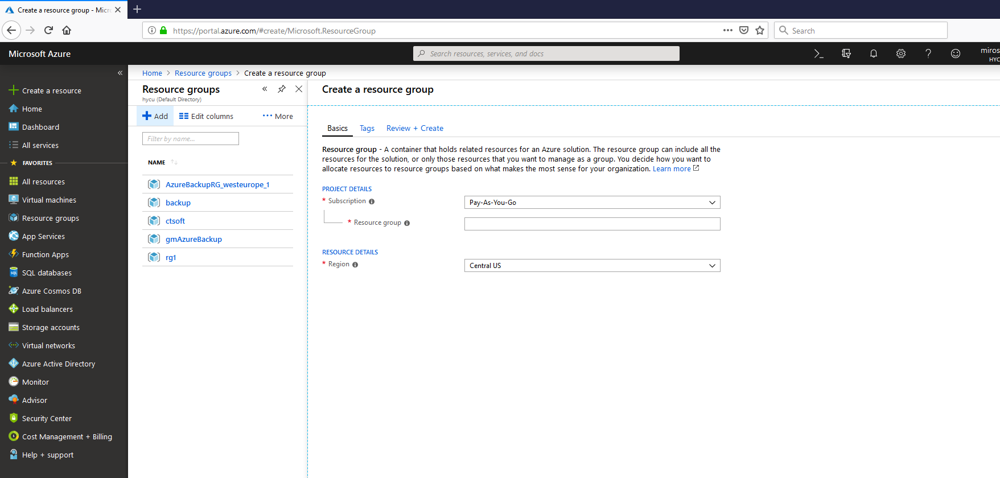 Create a resource group - Micr
https://portal.azure.com/#create/Microsoft.ResourceGroup
Search
Microsoft Azure
Search resources, services, and docs
miros
HYC
Create a resource
Home
Dashboard
All services
FAVORITES
All resources
Virtual machines
Resource groups
App Services
Function Apps
SQL databases
Azure Cosmos DB
Load balancers
Storage accounts
Virtual networks
Azure Active Directory
Monitor
Advisor
Security Center
Cost Management + Billing
Help + support
Home > Resource groups > Create a resource group
Resource groups
hycu (Default Directory)
Add
Edit columns
More
Filter by name...
NAME
AzureBackupRG_westeurope_1
backup
ctsoft
gmAzureBackup
rg1
Create a resource group
Basics
Tags
Review + Create
Resource group - A container that holds related resources for an Azure solution. The resource group can include all the
resources for the solution, or only those resources that you want to manage as a group. You decide how you want to
allocate resources to resource groups based on what makes the most sense for your organization. Learn more
PROJECT DETAILS
* Subscription
Pay-As-You-Go
* Resource group
RESOURCE DETAILS
* Region
Central US